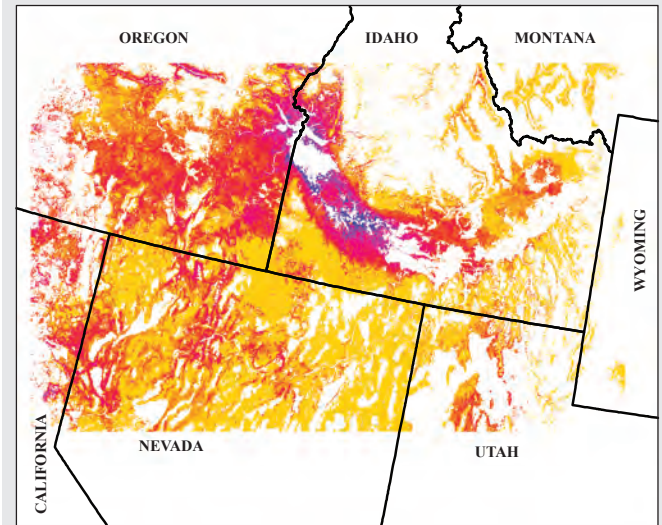 OREGON
IDAHO
MONTANA
WYOMING
CALIFORNIA
NEVADA
UTAH